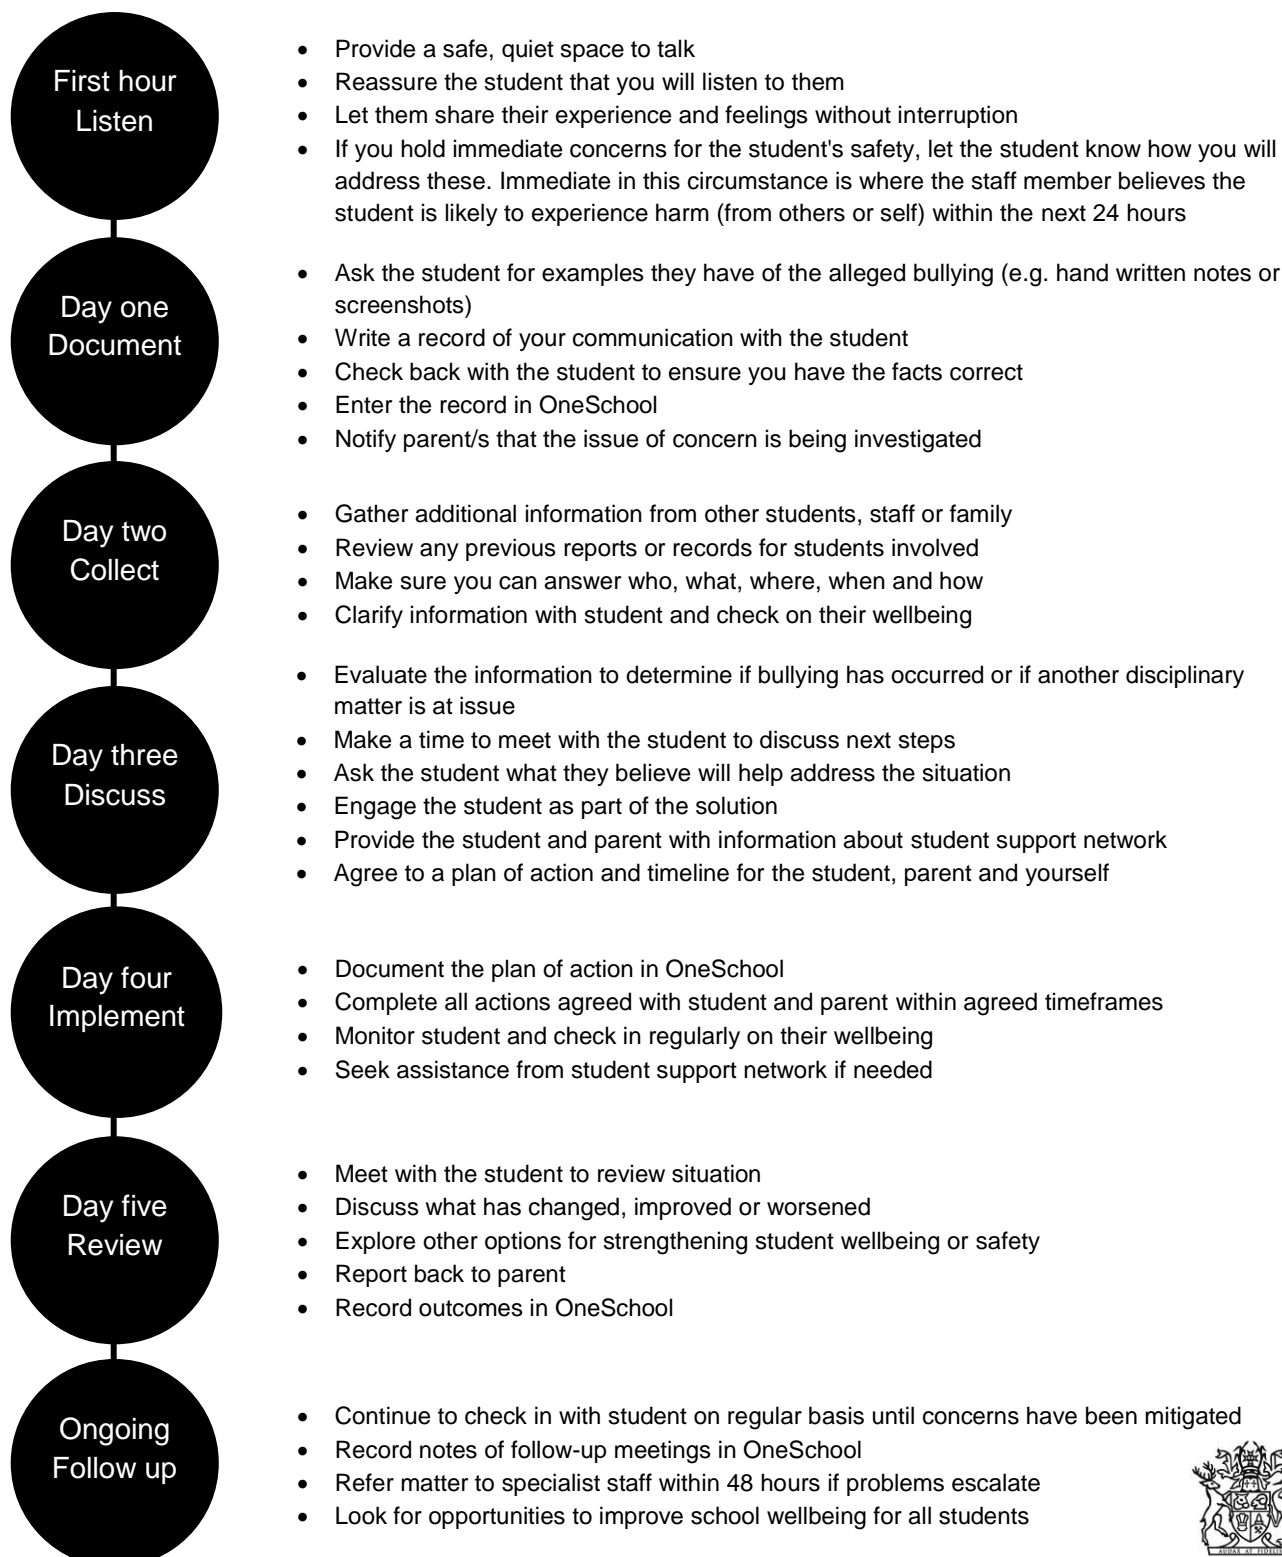 First hour
Listen
• Provide a safe, quiet space to talk
• Reassure the student that you will listen to them
• Let them share their experience and feelings without interruption
• If you hold immediate concerns for the student's safety, let the student know how you will
address these. Immediate in this circumstance is where the staff member believes the
student is likely to experience harm (from others or self) within the next 24 hours
Day one
Document
• Ask the student for examples they have of the alleged bullying (e.g. hand written notes or
screenshots)
• Write a record of your communication with the student
• Check back with the student to ensure you have the facts correct
• Enter the record in OneSchool
• Notify parent/s that the issue of concern is being investigated
Day two
Collect
• Gather additional information from other students, staff or family
• Review any previous reports or records for students involved
• Make sure you can answer who, what, where, when and how
• Clarify information with student and check on their wellbeing
Day three
Discuss
• Evaluate the information to determine if bullying has occurred or if another disciplinary
matter is at issue
• Make a time to meet with the student to discuss next steps
• Ask the student what they believe will help address the situation
• Engage the student as part of the solution
• Provide the student and parent with information about student support network
• Agree to a plan of action and timeline for the student, parent and yourself
Day four
Implement
• Document the plan of action in OneSchool
• Complete all actions agreed with student and parent within agreed timeframes
• Monitor student and check in regularly on their wellbeing
• Seek assistance from student support network if needed
Day five
Review
• Meet with the student to review situation
• Discuss what has changed, improved or worsened
• Explore other options for strengthening student wellbeing or safety
• Report back to parent
• Record outcomes in OneSchool
Ongoing
Follow up
• Continue to check in with student on regular basis until concerns have been mitigated
• Record notes of follow-up meetings in OneSchool
• Refer matter to specialist staff within 48 hours if problems escalate
• Look for opportunities to improve school wellbeing for all students